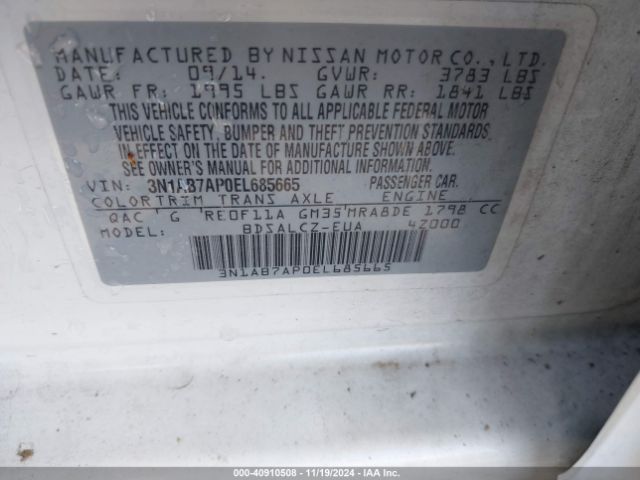 MANUFACTURED BY NISSAN MOTOR CO., LTD.
DATE: 09/14. GVWR: 3783 LBS
GAWR FR: 1995 LBS GAWR RR: 1841 LBS
THIS VEHICLE CONFORMS TO ALL APPLICABLE FEDERAL MOTOR
VEHICLE SAFETY, BUMPER AND THEFT PREVENTION STANDARDS
IN EFFECT ON THE DATE OF MANUFACTURE SHOWN ABOVE.
SEE OWNER'S MANUAL FOR ADDITIONAL INFORMATION.
VIN: 3N1AB7AP0EL685665 PASSENGER CAR.
COLOR TRIM TRANS AXLE ENGINE
QAC G RE0F11A GM35 MRA8DE 1798 CC
MODEL: BDSALCZ-EUA 4Z000
3N1AB7AP0EL685665
000-40910508 - 11/19/2024 - IAA Inc.